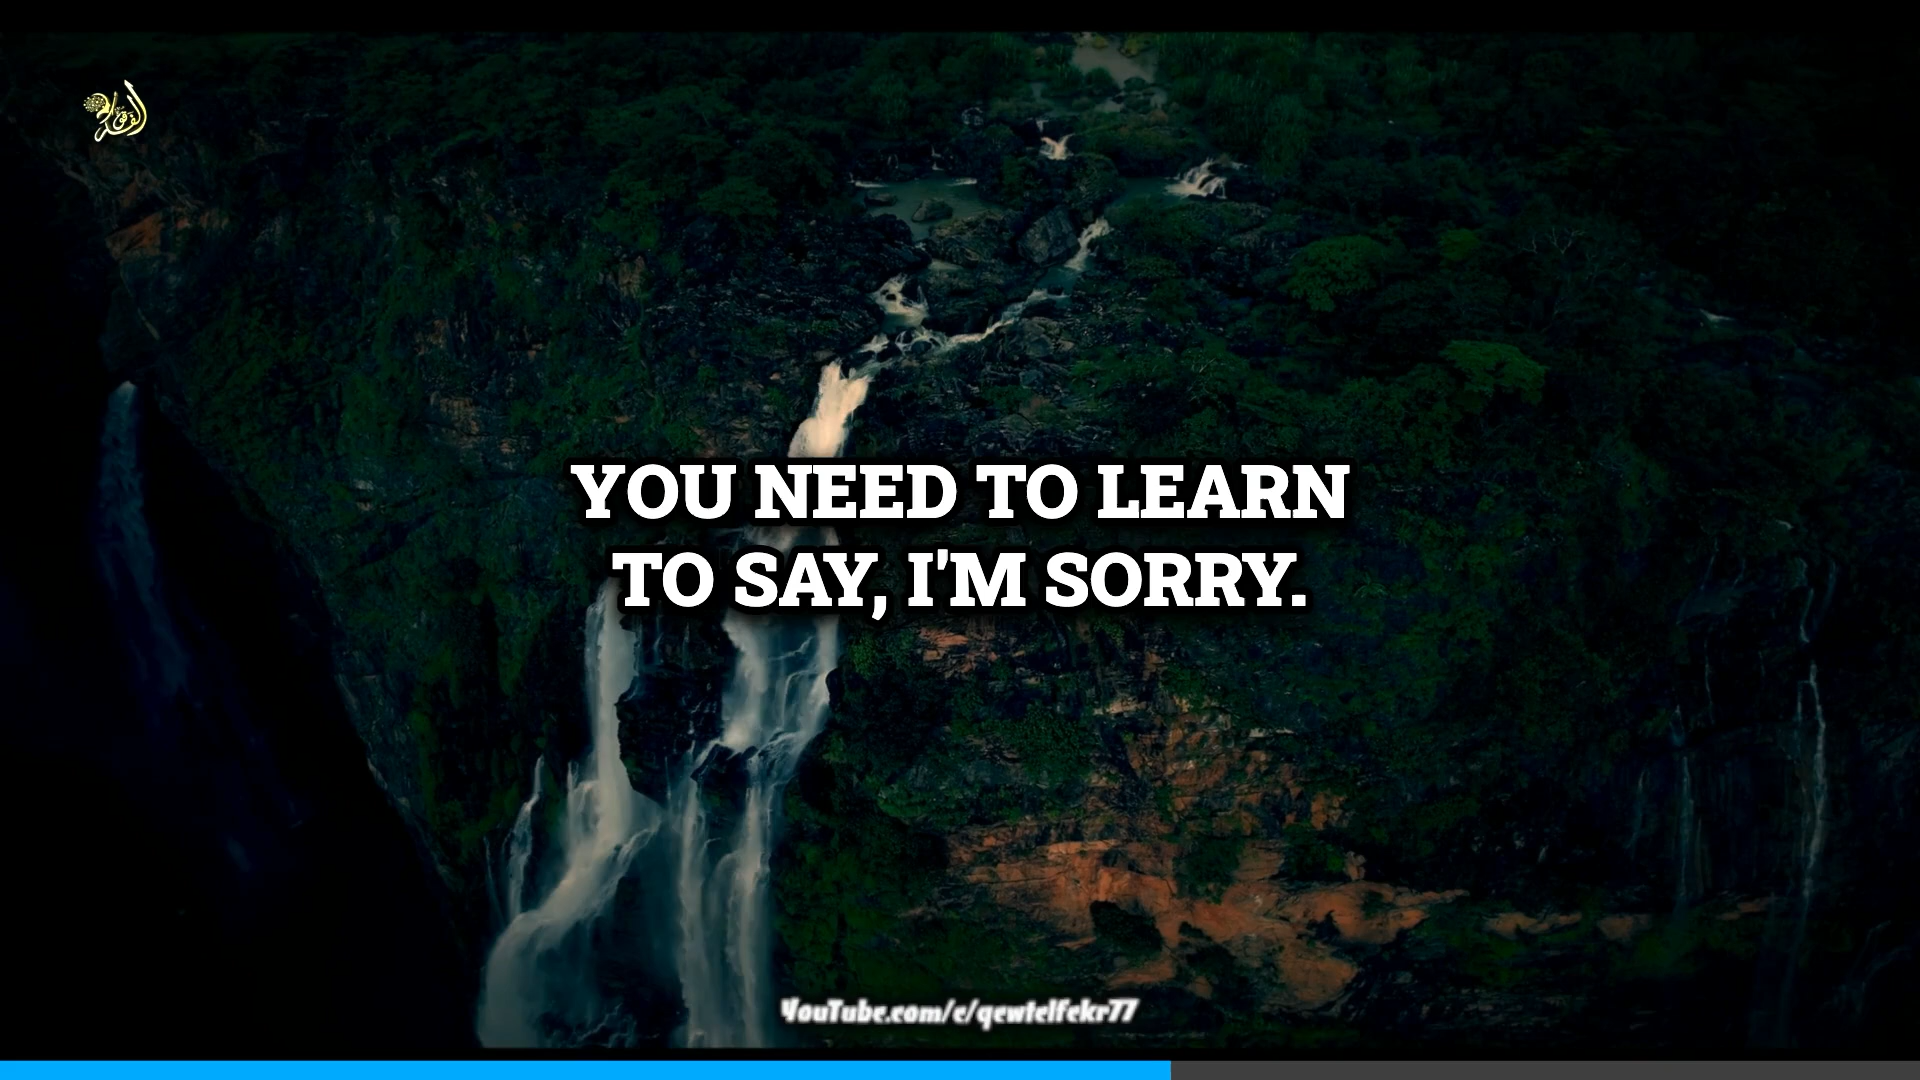 YOU NEED TO LEARN
TO SAY, I'M SORRY.
YouTube.com/c/qewtelfekr77